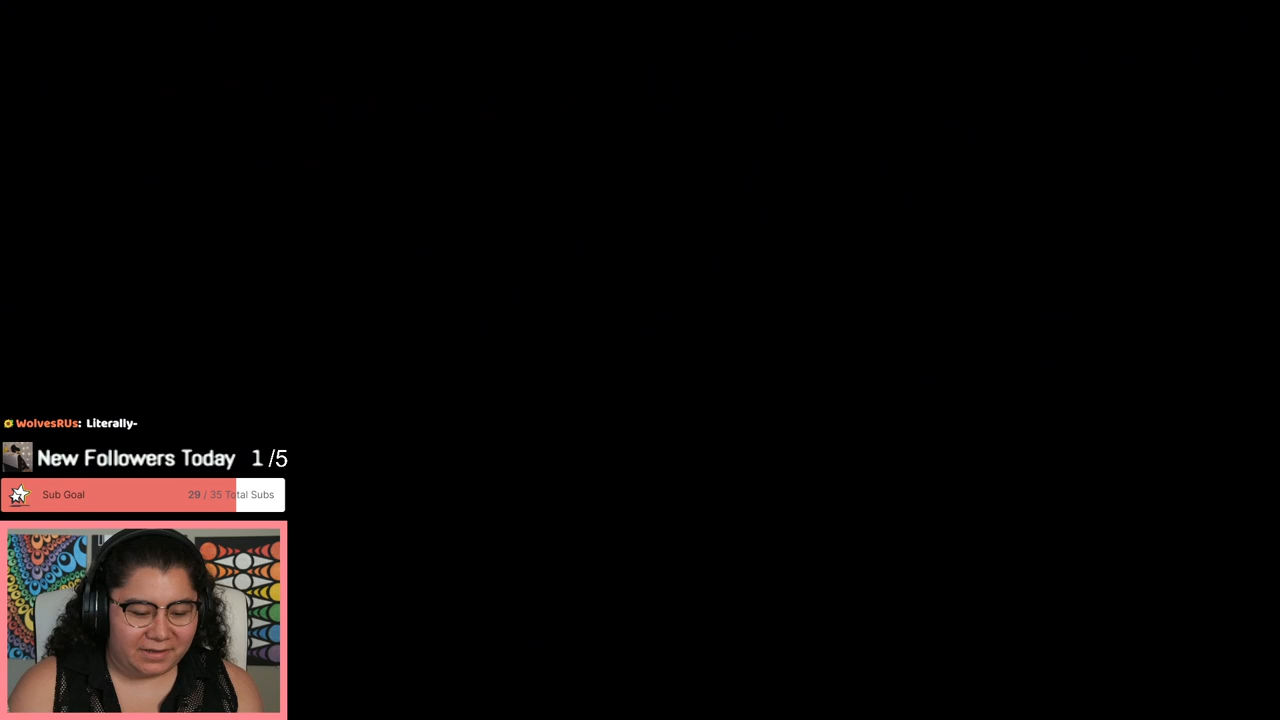 WolvesRUs: Literally-
New Followers Today 1 /5
Sub Goal 29 / 35 Total Subs